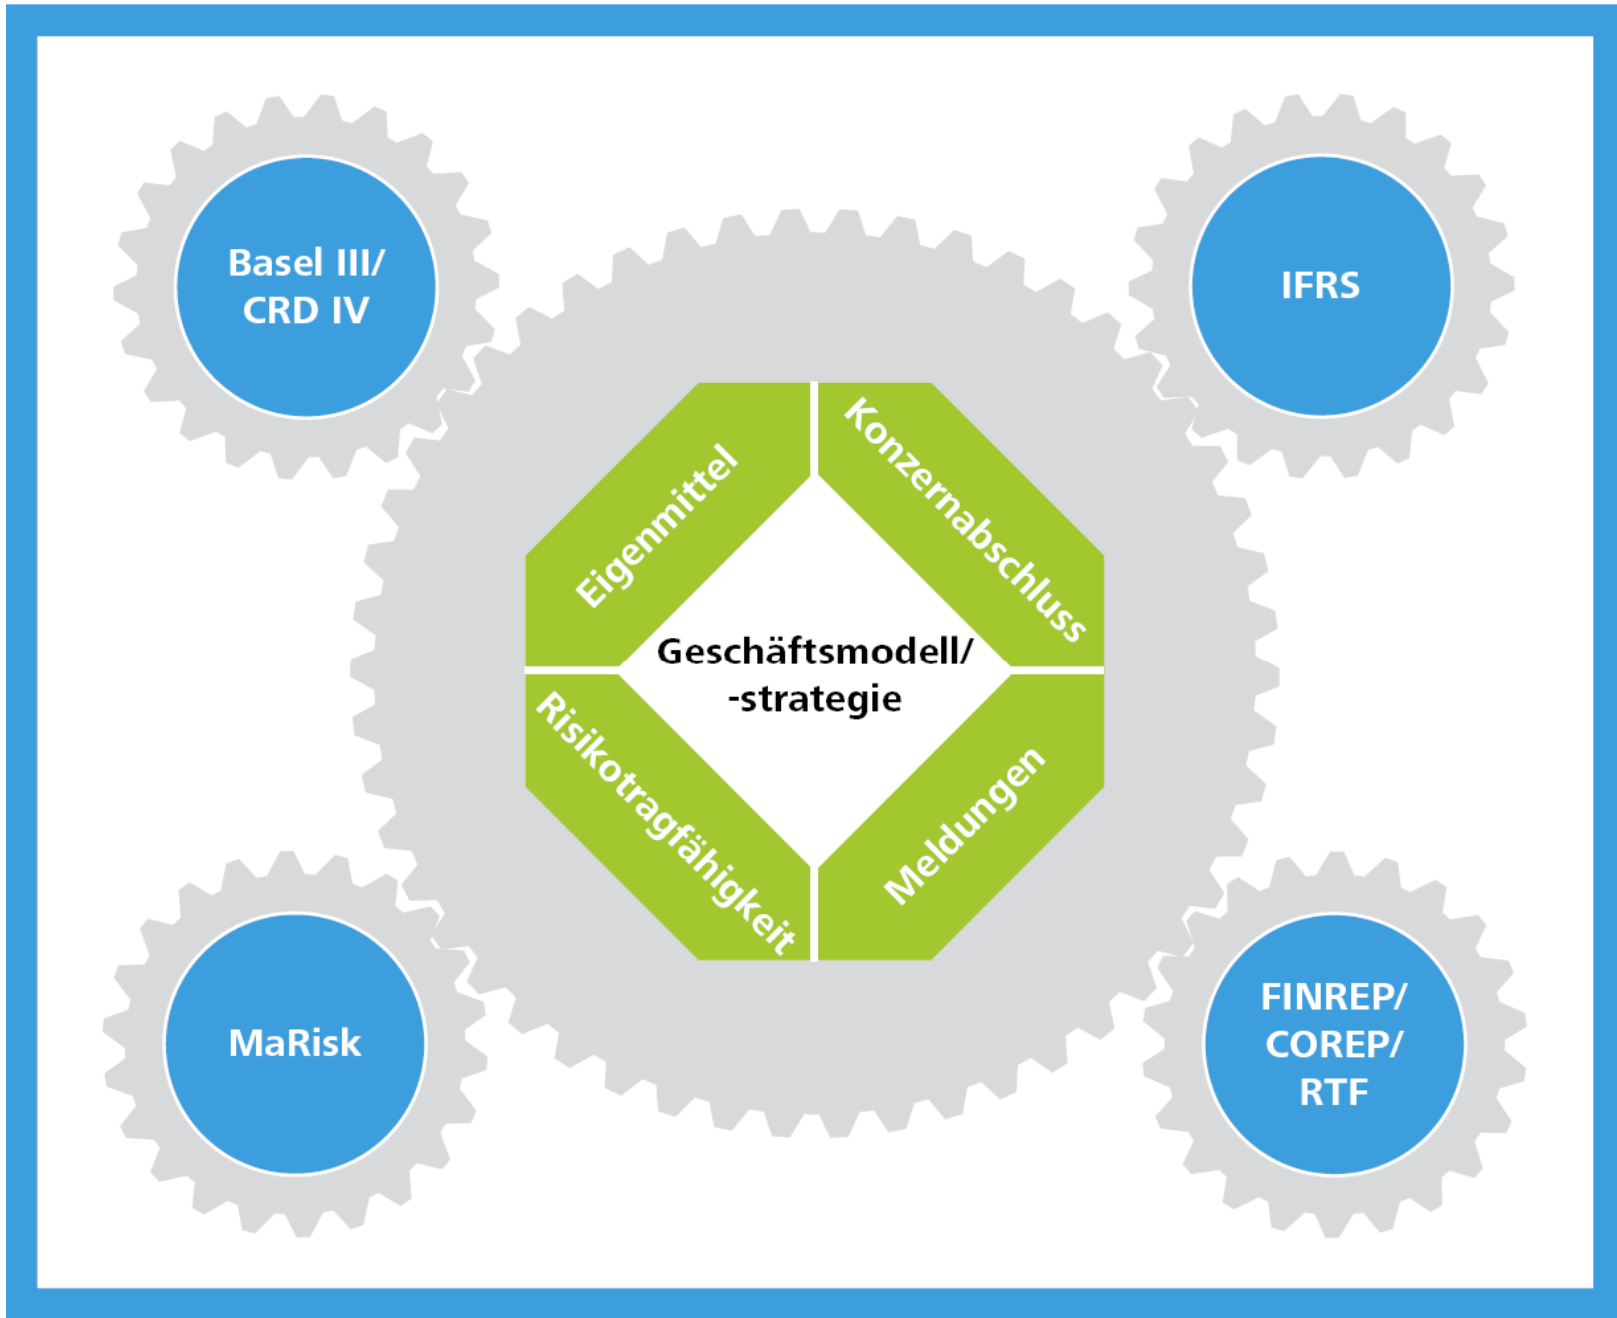 Basel III/
CRD IV
IFRS
Eigenmittel
Konzernabschluss
Geschäftsmodell/
-strategie
Risikotragfähigkeit
Meldungen
MaRisk
FINREP/
COREP/
RTF